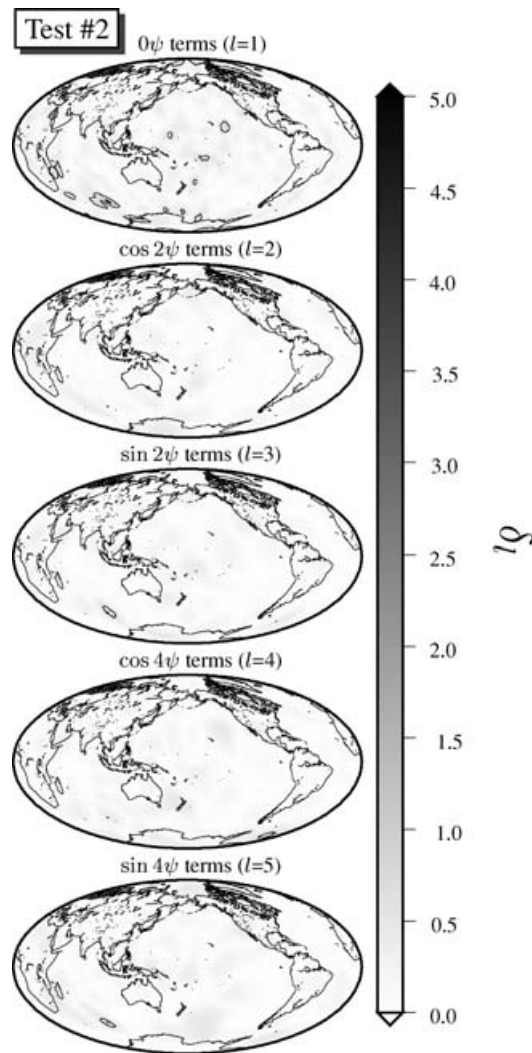 Test #2
0ψ terms (l=1)
cos 2ψ terms (l=2)
sin 2ψ terms (l=3)
cos 4ψ terms (l=4)
sin 4ψ terms (l=5)
5.0
4.5
4.0
3.5
3.0
2.5
2.0
1.5
1.0
0.5
0.0